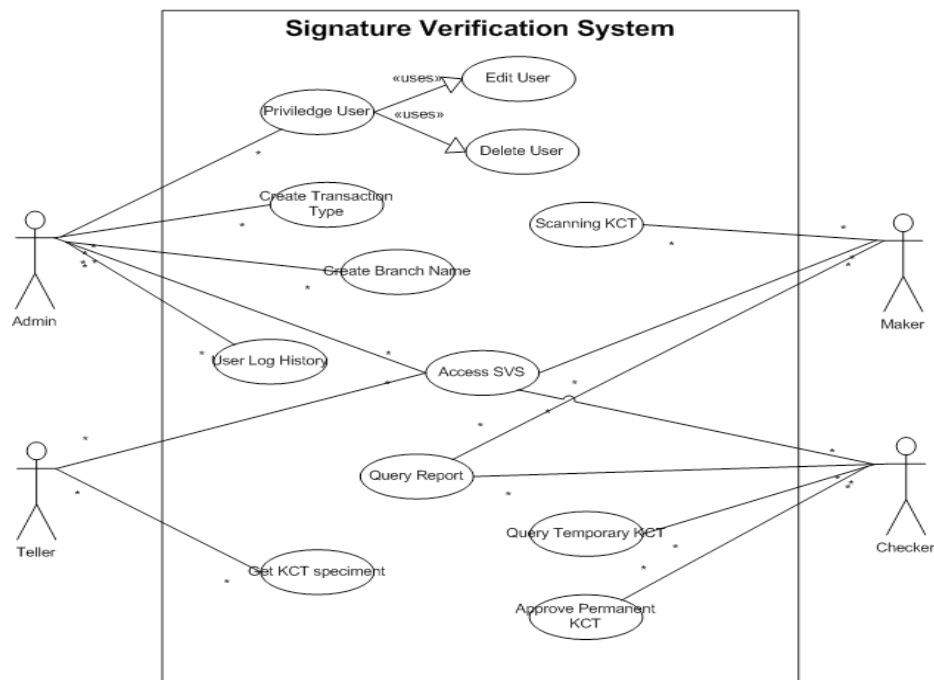 Signature Verification System
«uses»
Edit User
Priviledge User
«uses»
Delete User
Create Transaction
Type
Scanning KCT
Create Branch Name
Admin
Maker
User Log History
Access SVS
Query Report
Query Temporary KCT
Teller
Checker
Get KCT speciment
Approve Permanent
KCT